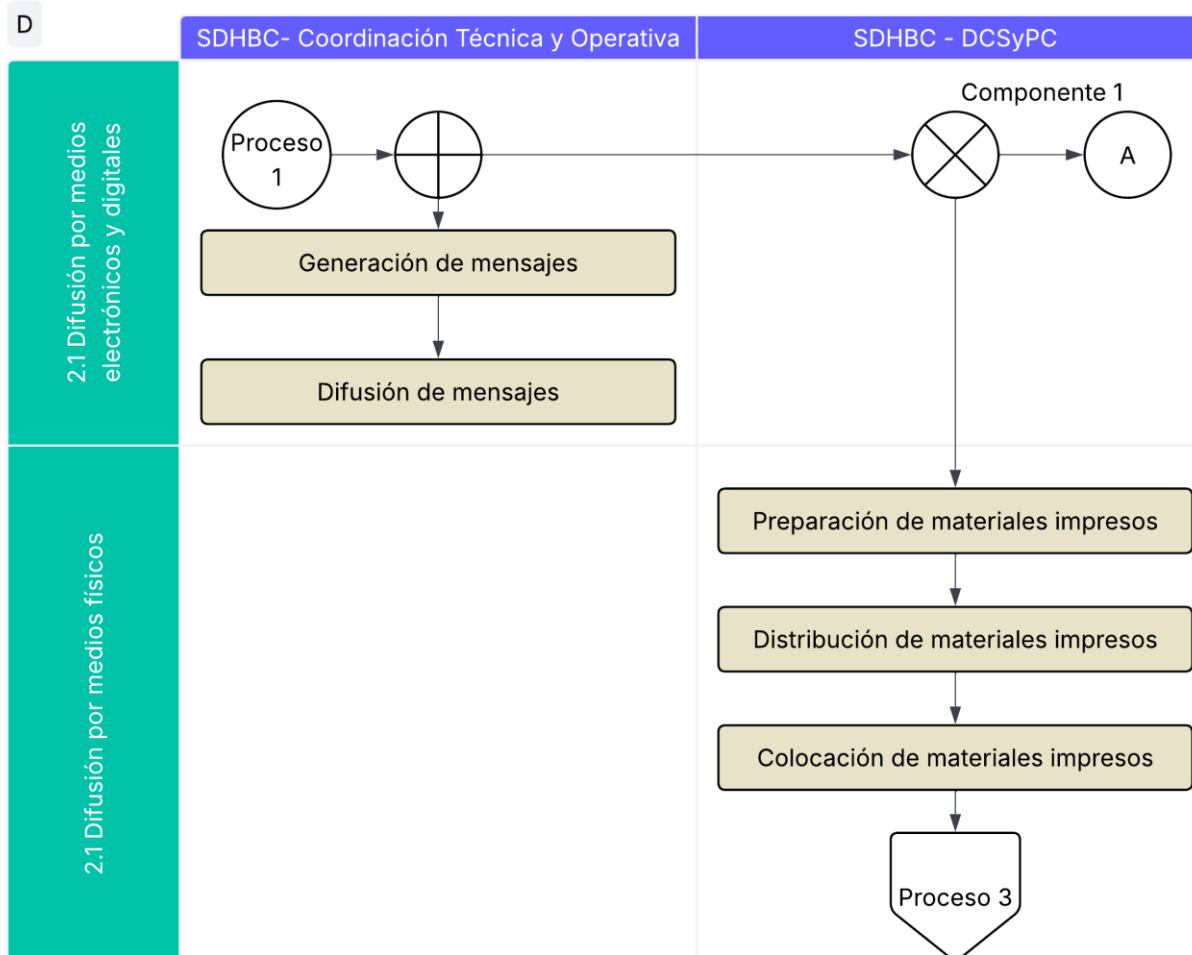 D
SDHBC- Coordinación Técnica y Operativa
SDHBC - DCSyPC
2.1 Difusión por medios
electrónicos y digitales
Proceso
1
Componente 1
A
Generación de mensajes
Difusión de mensajes
2.1 Difusión por medios físicos
Preparación de materiales impresos
Distribución de materiales impresos
Colocación de materiales impresos
Proceso 3